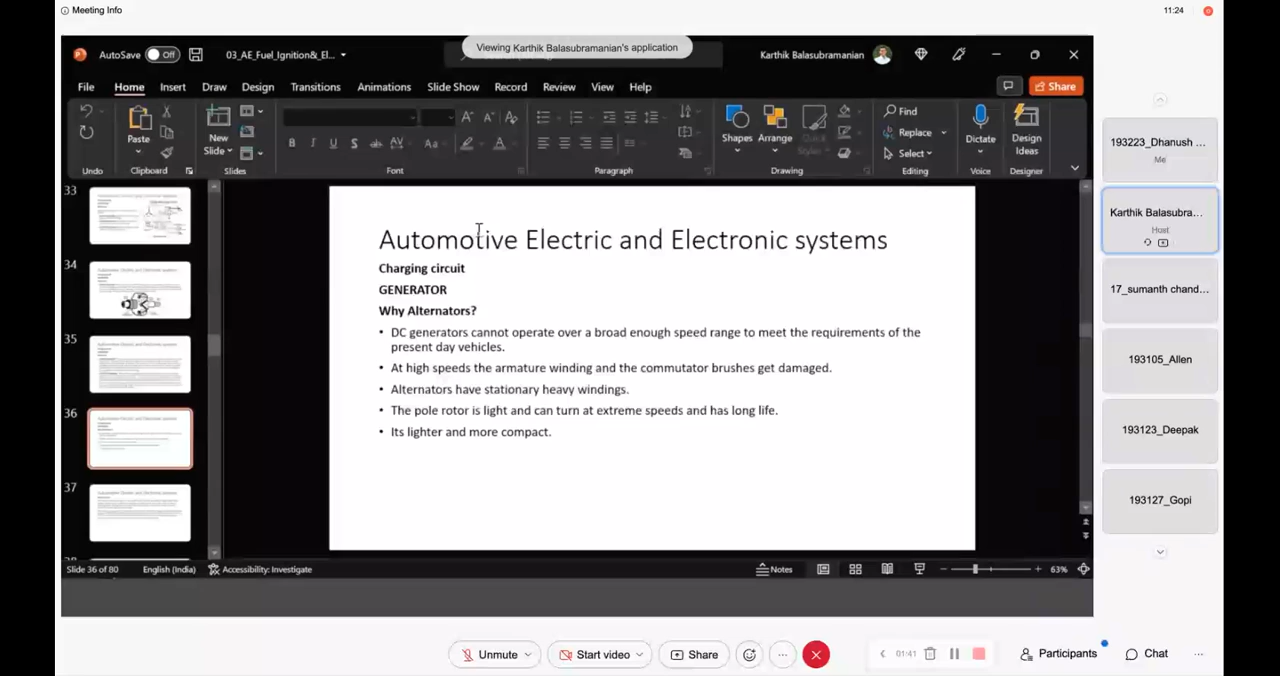 Meeting Info
11:24
AutoSave Off 03_AE_Fuel_Ignition&_El...
Viewing Karthik Balasubramanian's application
Karthik Balasubramanian
File Home Insert Draw Design Transitions Animations Slide Show Record Review View Help
Share
Paste
New
Slide
Find
Replace
Select
Shapes Arrange Quick
Styles
Dictate
Design
Ideas
Undo Clipboard Slides Font Paragraph Drawing Editing Voice Designer
33
34
35
36
37
Automotive Electric and Electronic systems
Charging circuit
GENERATOR
Why Alternators?
• DC generators cannot operate over a broad enough speed range to meet the requirements of the
present day vehicles.
• At high speeds the armature winding and the commutator brushes get damaged.
• Alternators have stationary heavy windings.
• The pole rotor is light and can turn at extreme speeds and has long life.
• Its lighter and more compact.
Slide 36 of 80 English (India) Accessibility: Investigate
Notes
63%
193223_Dhanush ...
Me
Karthik Balasubra...
Host
17_sumanth chand...
193105_Allen
193123_Deepak
193127_Gopi
Unmute Start video Share
01:41
Participants Chat